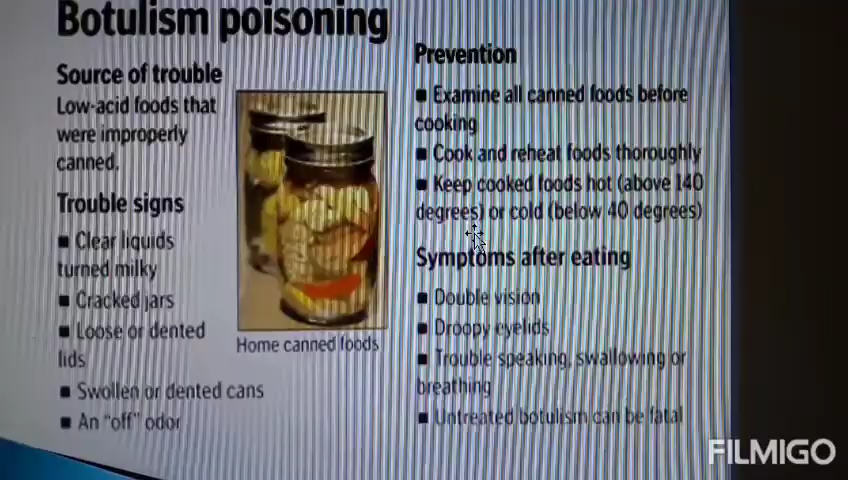 Botulism poisoning
Source of trouble
Low-acid foods that
were improperly
canned.
Trouble signs
■ Clear liquids
turned milky
■ Cracked jars
■ Loose or dented
lids
■ Swollen or dented cans
■ An “off” odor
Home canned foods
Prevention
■ Examine all canned foods before
cooking
■ Cook and reheat foods thoroughly
■ Keep cooked foods hot (above 140
degrees) or cold (below 40 degrees)
Symptoms after eating
■ Double vision
■ Droopy eyelids
■ Trouble speaking, swallowing or
breathing
■ Untreated botulism can be fatal
FILMIGO